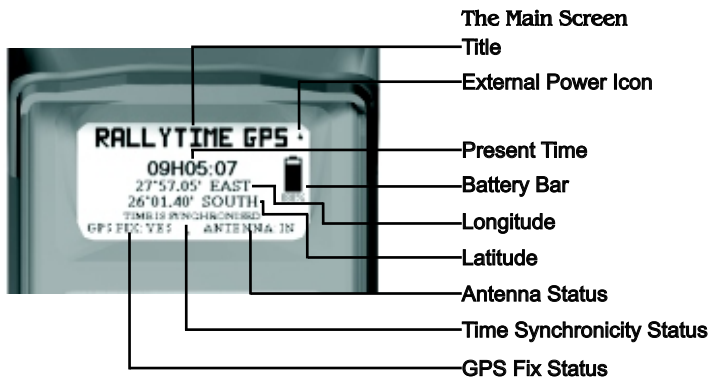 The Main Screen
Title
External Power Icon
RALLYTIME GPS
Present Time
09H05:07
Battery Bar
27°57.05' EAST
26°01.40' SOUTH
Longitude
TIME IS SYNCHRONISED
GPS FIX: YES ANTENNA: IN
Latitude
Antenna Status
Time Synchronicity Status
GPS Fix Status